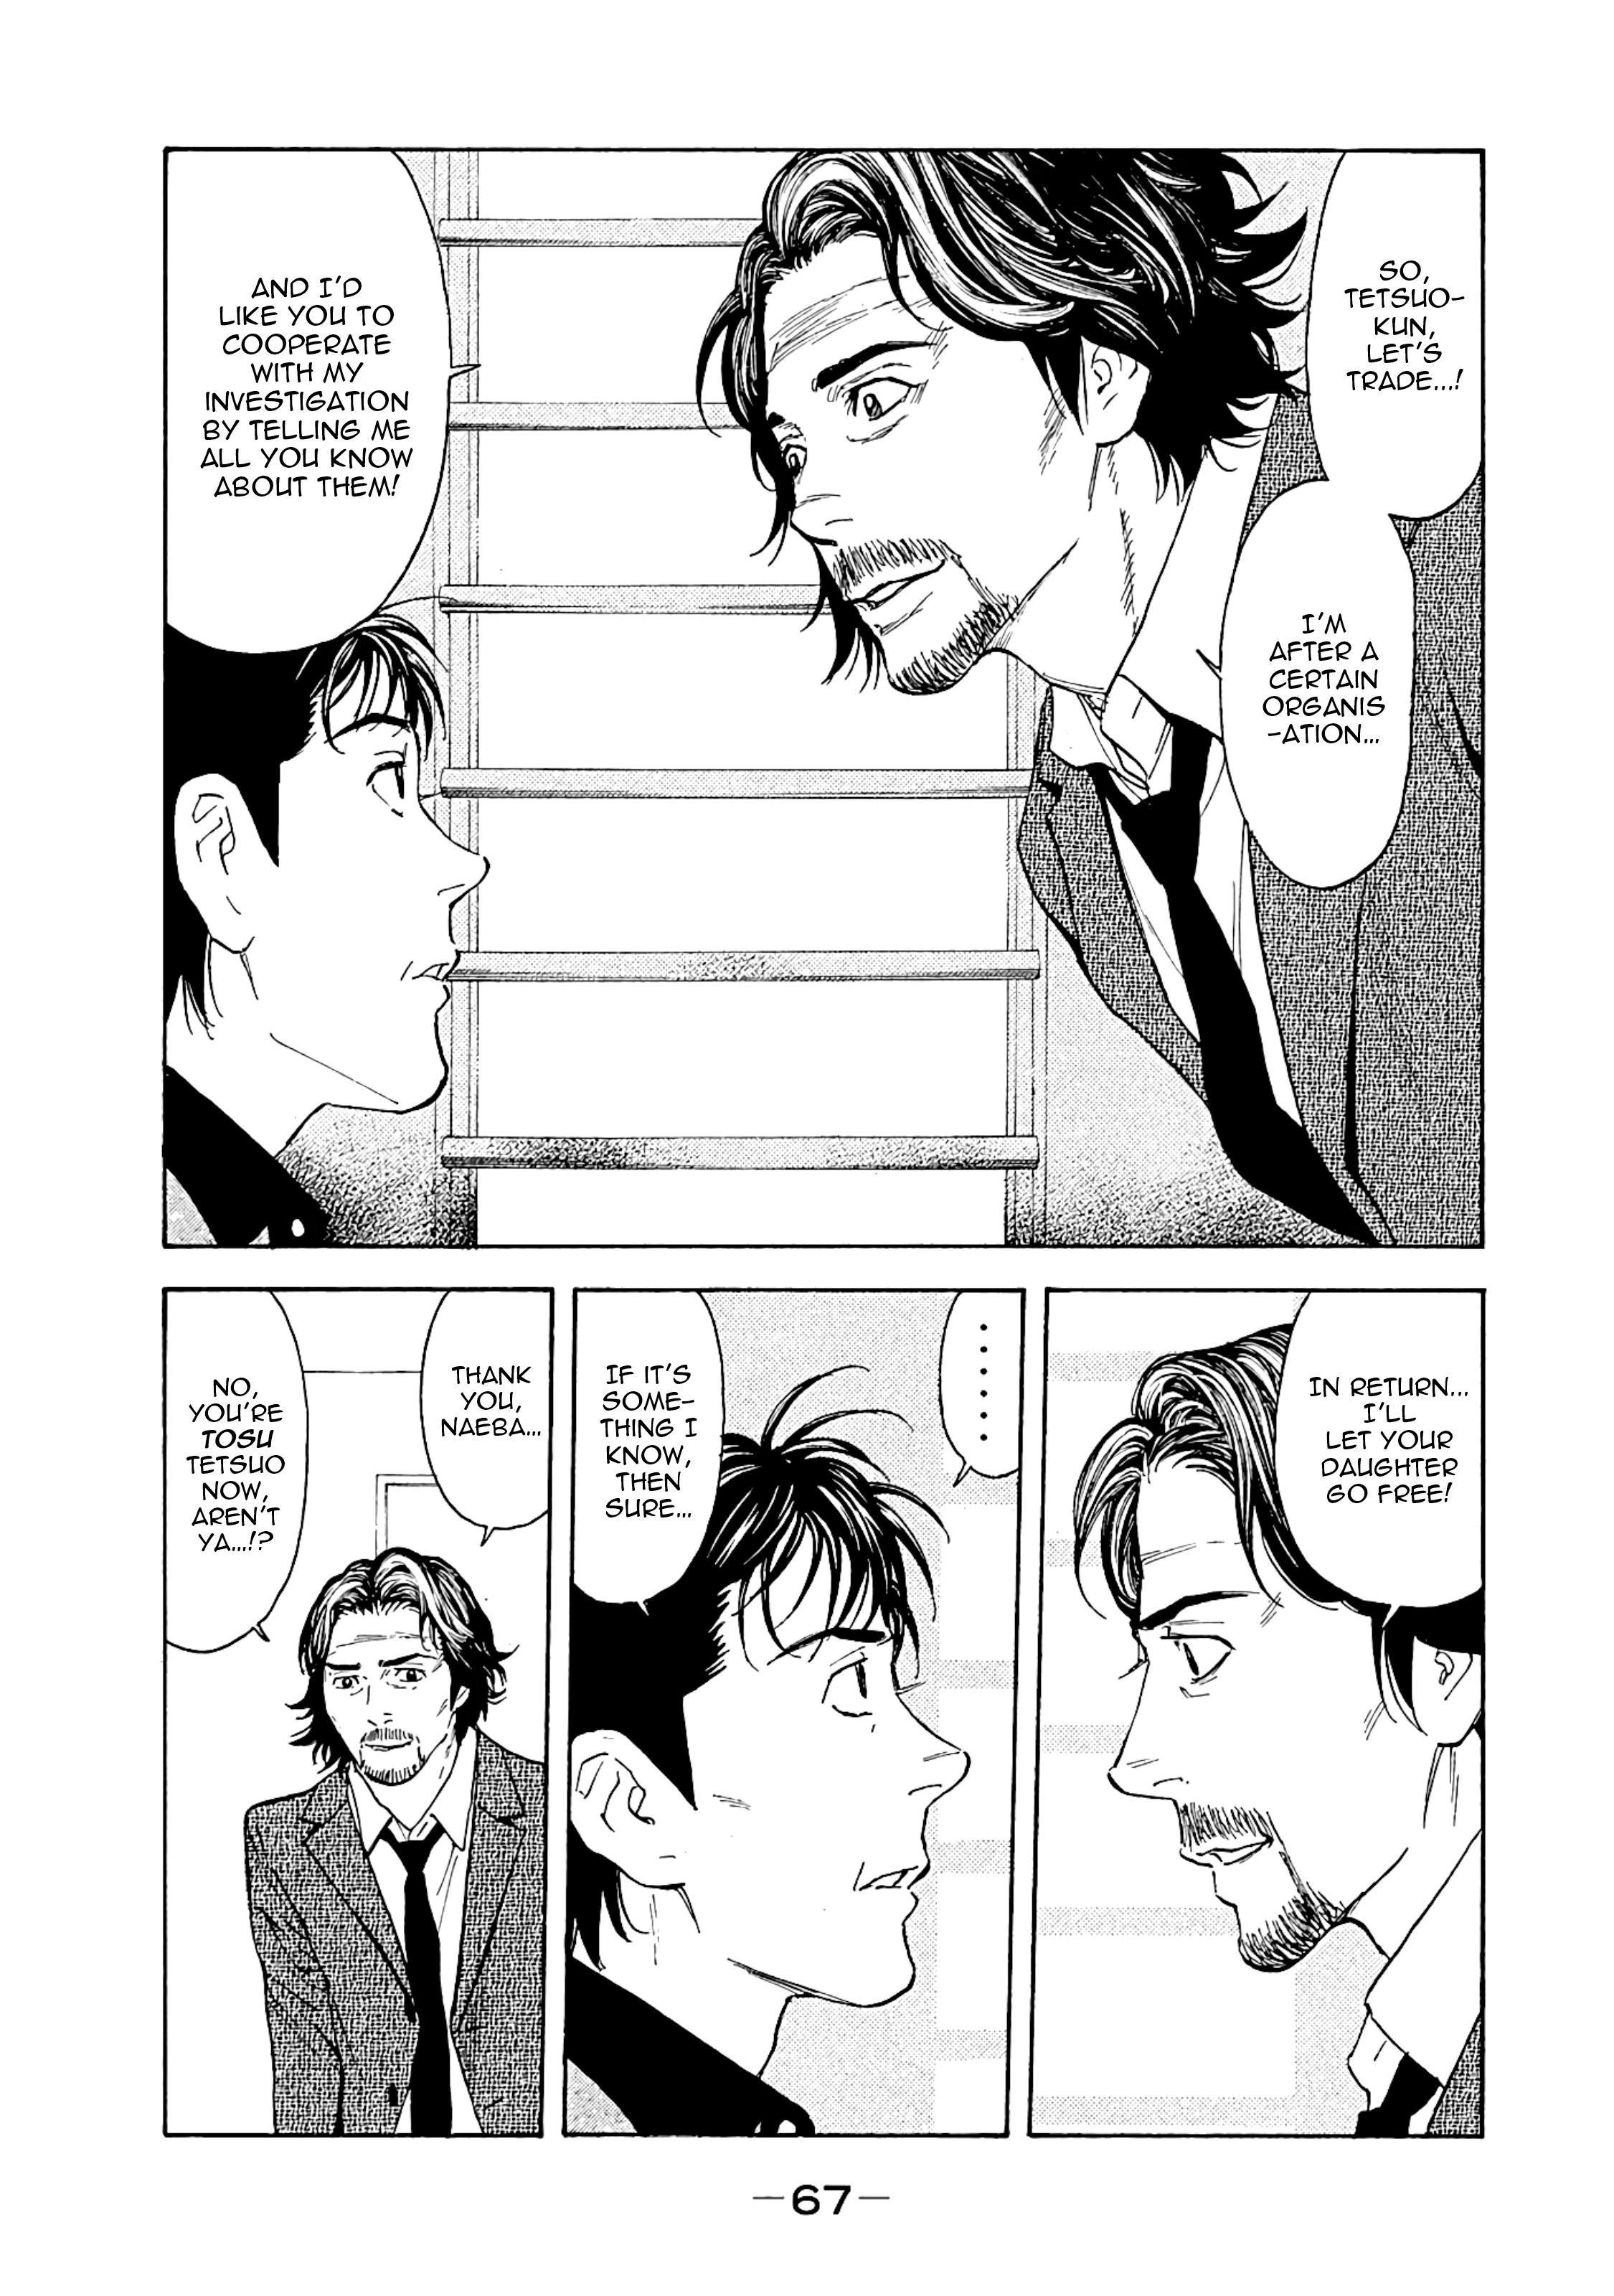 SO,
TETSUO-
KUN,
LET'S
TRADE...!
I'M
AFTER A
CERTAIN
ORGANIS
-ATION...
AND I'D
LIKE YOU TO
COOPERATE
WITH MY
INVESTIGATION
BY TELLING ME
ALL YOU KNOW
ABOUT THEM!
IN RETURN...
I'LL
LET YOUR
DAUGHTER
GO FREE!
......
IF IT'S
SOME-
THING I
KNOW,
THEN
SURE...
THANK
YOU,
NAEBA...
NO,
YOU'RE
TOSU
TETSUO
NOW,
AREN'T
YA...!?
—67—